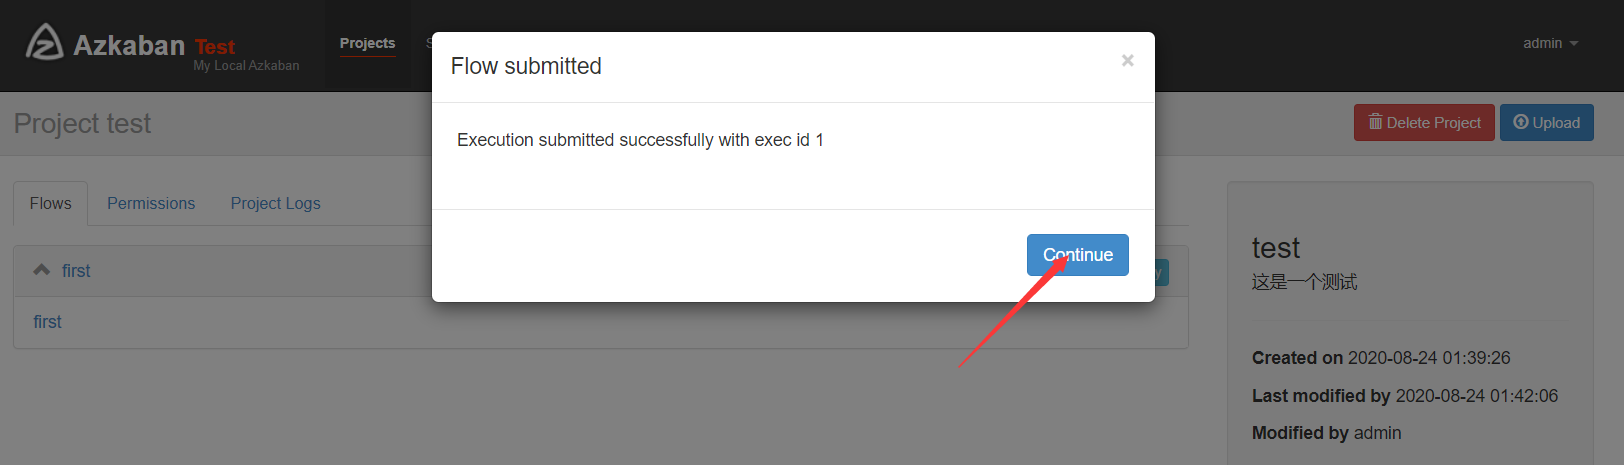 Azkaban Test
My Local Azkaban
Projects
admin
Flow submitted
×
Execution submitted successfully with exec id 1
Continue
Project test
Delete Project
Upload
Flows
Permissions
Project Logs
first
first
test
这是一个测试
Created on 2020-08-24 01:39:26
Last modified by 2020-08-24 01:42:06
Modified by admin